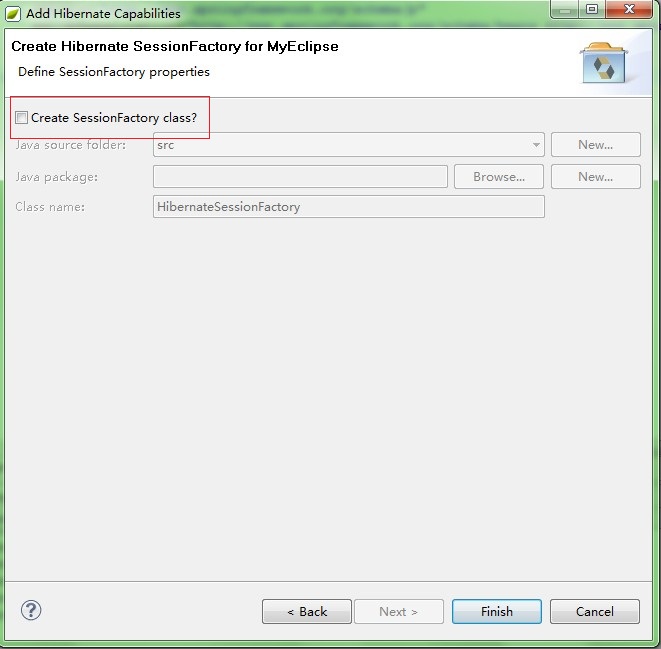 Add Hibernate Capabilities
Create Hibernate SessionFactory for MyEclipse
Define SessionFactory properties
Create SessionFactory class?
Java source folder: src New...
Java package: Browse... New...
Class name: HibernateSessionFactory
? < Back Next > Finish Cancel